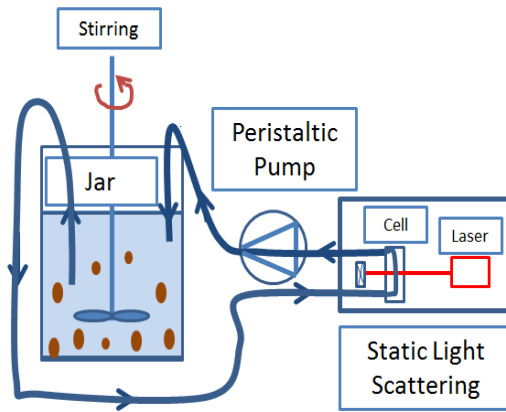 Stirring
Jar
Peristaltic
Pump
Cell
Laser
Static Light
Scattering